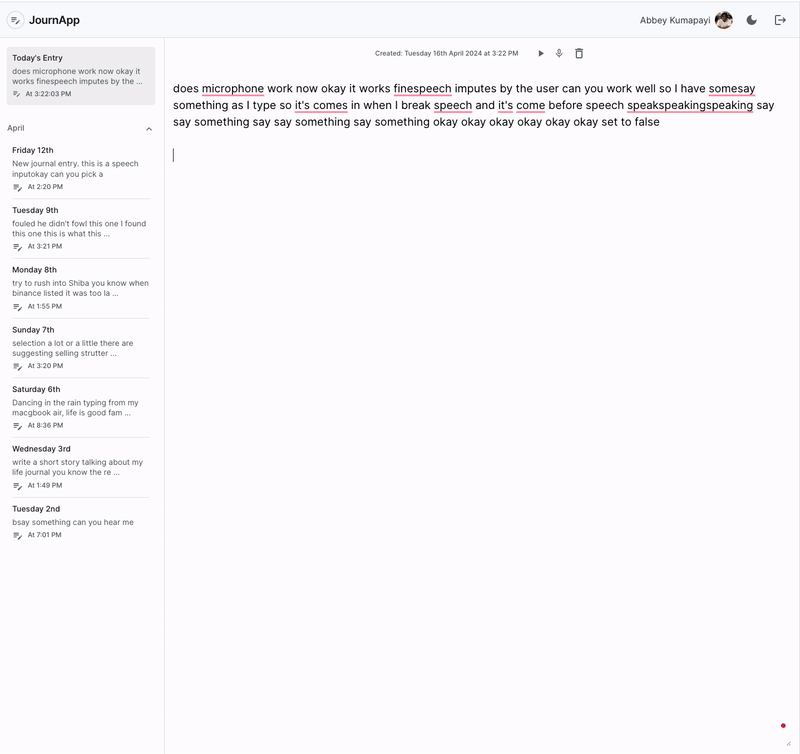 JournApp
Abbey Kumapayi
Today's Entry
does microphone work now okay it
works finespeech imputes by the ...
At 3:22:03 PM
April
Friday 12th
New journal entry. this is a speech
inputokay can you pick a
At 2:20 PM
Tuesday 9th
fouled he didn't fowl this one I found
this one this is what this ...
At 3:21 PM
Monday 8th
try to rush into Shiba you know when
binance listed it was too la ...
At 1:55 PM
Sunday 7th
selection a lot or a little there are
suggesting selling strutter ...
At 3:20 PM
Saturday 6th
Dancing in the rain typing from my
macgbook air, life is good fam ...
At 8:36 PM
Wednesday 3rd
write a short story talking about my
life journal you know the re ...
At 1:49 PM
Tuesday 2nd
bsay something can you hear me
At 7:01 PM
Created: Tuesday 16th April 2024 at 3:22 PM
does microphone work now okay it works finespeech imputes by the user can you work well so I have somesay
something as I type so it's comes in when I break speech and it's come before speech speakspeakingspeaking say
say something say say something say something okay okay okay okay okay okay set to false